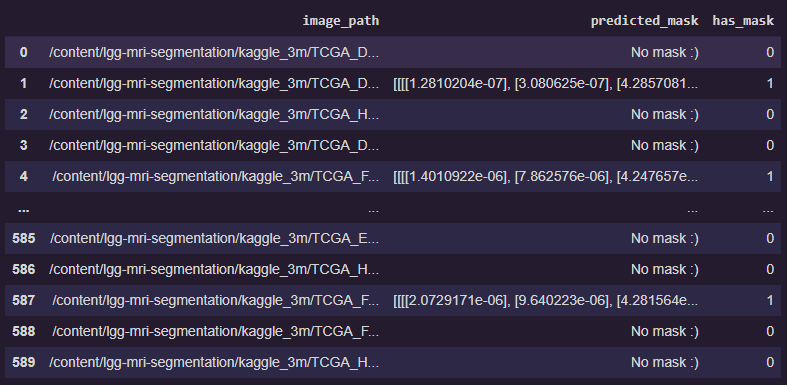 image_path predicted_mask has_mask
0 /content/lgg-mri-segmentation/kaggle_3m/TCGA_D... No mask :) 0
1 /content/lgg-mri-segmentation/kaggle_3m/TCGA_D... [[[[1.2810204e-07], [3.080625e-07], [4.2857081... 1
2 /content/lgg-mri-segmentation/kaggle_3m/TCGA_H... No mask :) 0
3 /content/lgg-mri-segmentation/kaggle_3m/TCGA_D... No mask :) 0
4 /content/lgg-mri-segmentation/kaggle_3m/TCGA_F... [[[[1.4010922e-06], [7.862576e-06], [4.247657e... 1
... ... ... ...
585 /content/lgg-mri-segmentation/kaggle_3m/TCGA_E... No mask :) 0
586 /content/lgg-mri-segmentation/kaggle_3m/TCGA_H... No mask :) 0
587 /content/lgg-mri-segmentation/kaggle_3m/TCGA_F... [[[[2.0729171e-06], [9.640223e-06], [4.281564e... 1
588 /content/lgg-mri-segmentation/kaggle_3m/TCGA_F... No mask :) 0
589 /content/lgg-mri-segmentation/kaggle_3m/TCGA_H... No mask :) 0